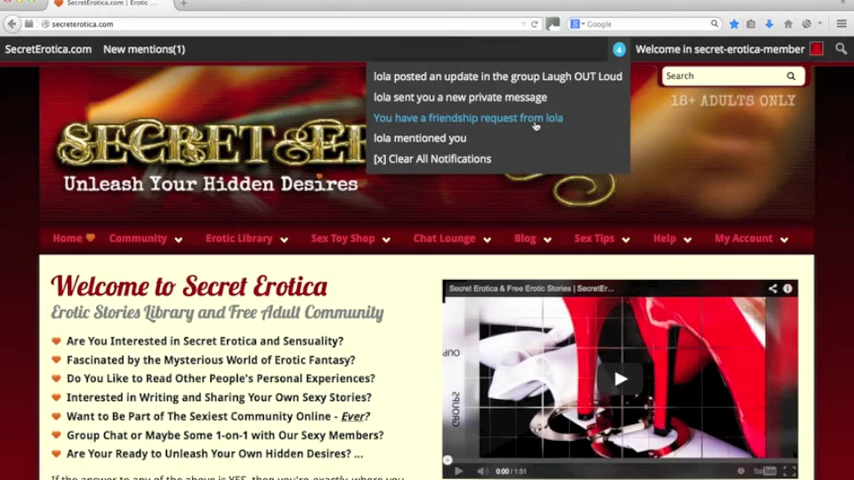 SecretErotica.com | Erotic ...
secreterotica.com
Google
SecretErotica.com
New mentions(1)
4
Welcome in secret-erotica-member
lola posted an update in the group Laugh OUT Loud
lola sent you a new private message
You have a friendship request from lola
lola mentioned you
[x] Clear All Notifications
Search
18+ ADULTS ONLY
SECRET
Unleash Your Hidden Desires
Home
Community
Erotic Library
Sex Toy Shop
Chat Lounge
Blog
Sex Tips
Help
My Account
Welcome to Secret Erotica
Erotic Stories Library and Free Adult Community
Are You Interested in Secret Erotica and Sensuality?
Fascinated by the Mysterious World of Erotic Fantasy?
Do You Like to Read Other People's Personal Experiences?
Interested in Writing and Sharing Your Own Sexy Stories?
Want to Be Part of The Sexiest Community Online - Ever?
Group Chat or Maybe Some 1-on-1 with Our Sexy Members?
Are Your Ready to Unleash Your Own Hidden Desires? ...
If the answer to any of the above is YES, then you're exactly where you
Secret Erotica & Free Erotic Stories | SecretEr...
GROUPS
0:00 / 1:51
YouTube